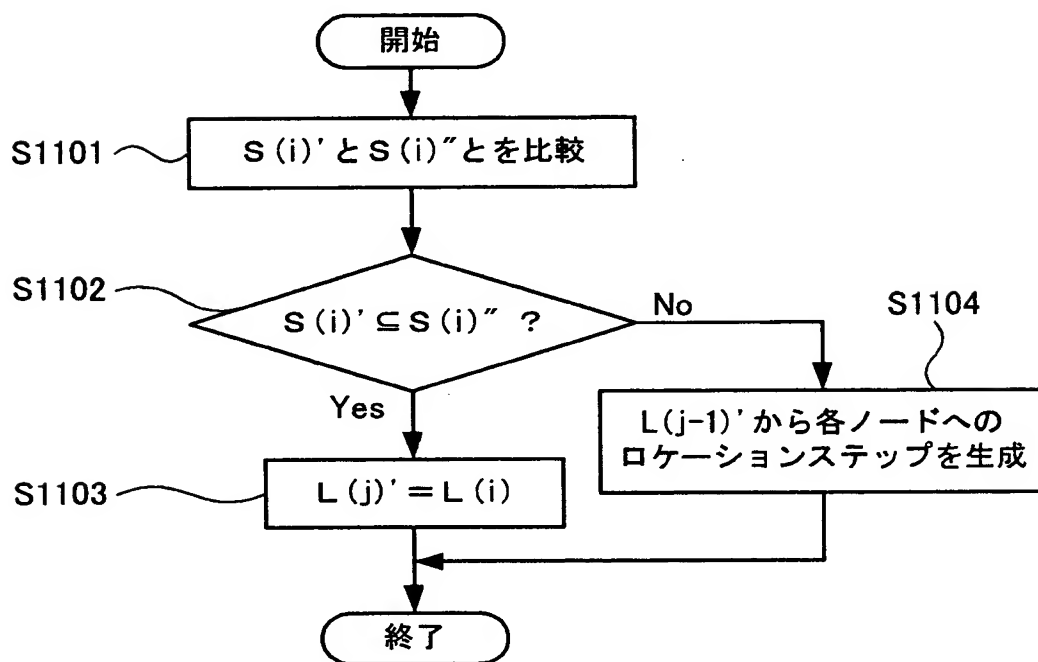 開始
S1101
S(i)'とS(i)"とを比較
S1102
S(i)'⊆S(i)" ?
No
S1104
Yes
L(j-1)'から各ノードへの
ロケーションステップを生成
S1103
L(j)'=L(i)
終了